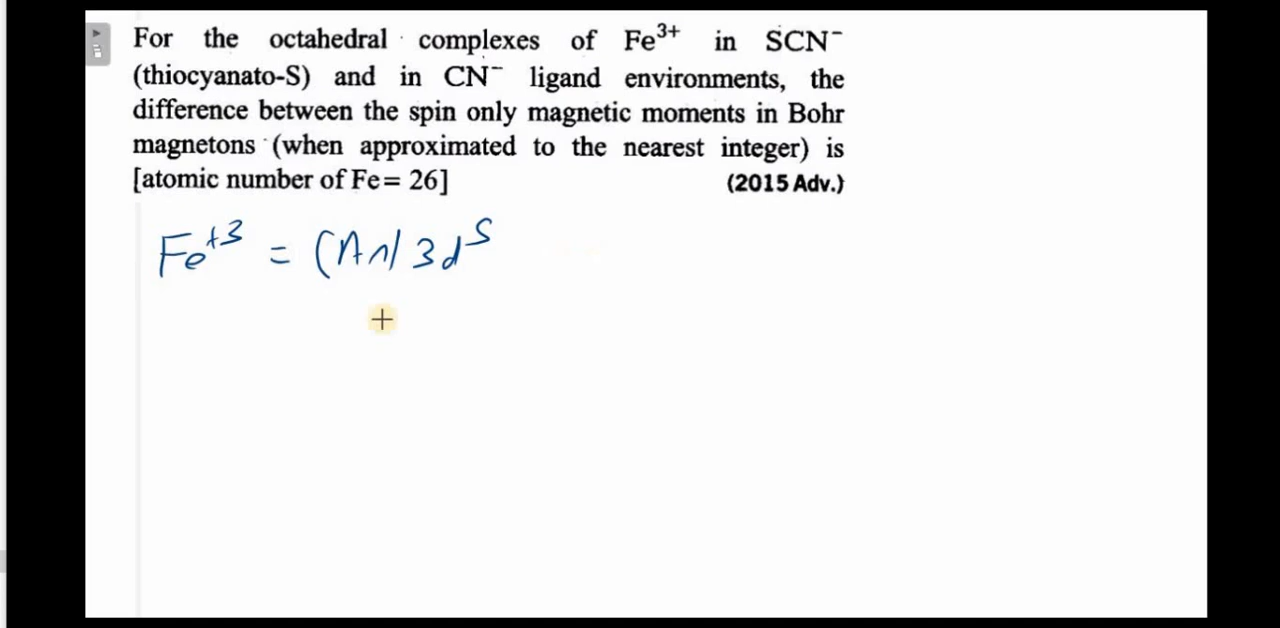 For the octahedral complexes of Fe³⁺ in SCN⁻
(thiocyanato-S) and in CN⁻ ligand environments, the
difference between the spin only magnetic moments in Bohr
magnetons (when approximated to the nearest integer) is
[atomic number of Fe= 26] (2015 Adv.)
Fe⁺³ = (Ar) 3d⁵